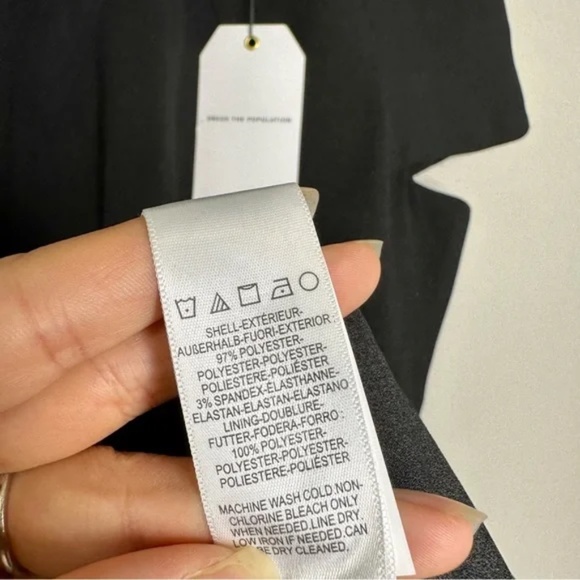 DRESS THE POPULATION
SHELL-EXTÉRIEUR-
AUßERHALB-FUORI-EXTERIOR:
97% POLYESTER-
POLYESTER-POLYESTER-
POLIESTERE-POLIÉSTER
3% SPANDEX-ÉLASTHANNE-
ELASTAN-ELASTAN-ELASTANO
LINING-DOUBLURE-
FUTTER-FODERA-FORRO:
100% POLYESTER-
POLYESTER-POLYESTER-
POLIESTERE-POLIÉSTER
MACHINE WASH COLD.NON-
CHLORINE BLEACH ONLY
WHEN NEEDED.LINE DRY.
LOW IRON IF NEEDED.CAN
BE DRY CLEANED.